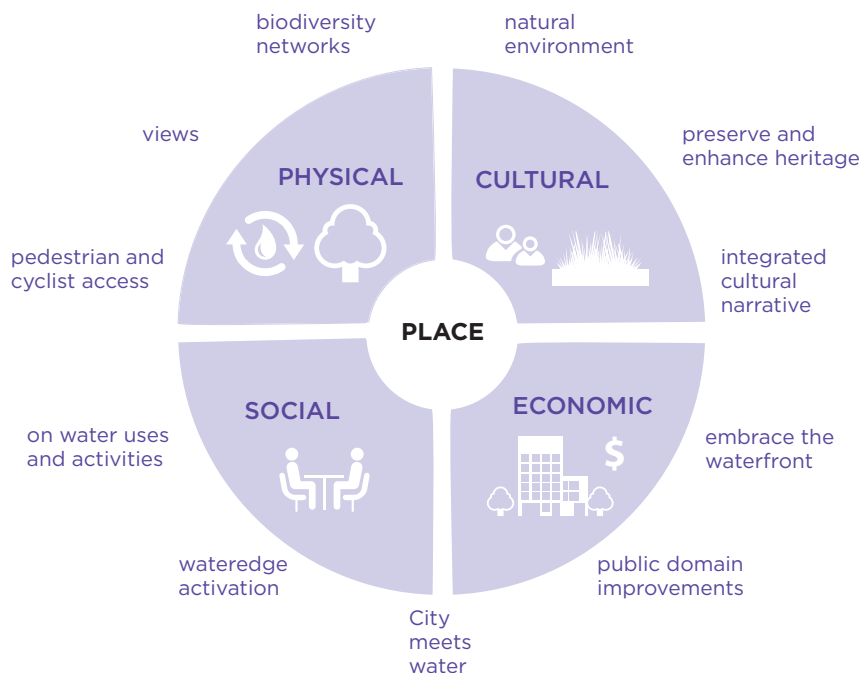 biodiversity
networks
natural
environment
views
preserve and
enhance heritage
PHYSICAL
CULTURAL
pedestrian and
cyclist access
integrated
cultural
narrative
PLACE
SOCIAL
ECONOMIC
$
on water uses
and activities
embrace the
waterfront
wateredge
activation
public domain
improvements
City
meets
water